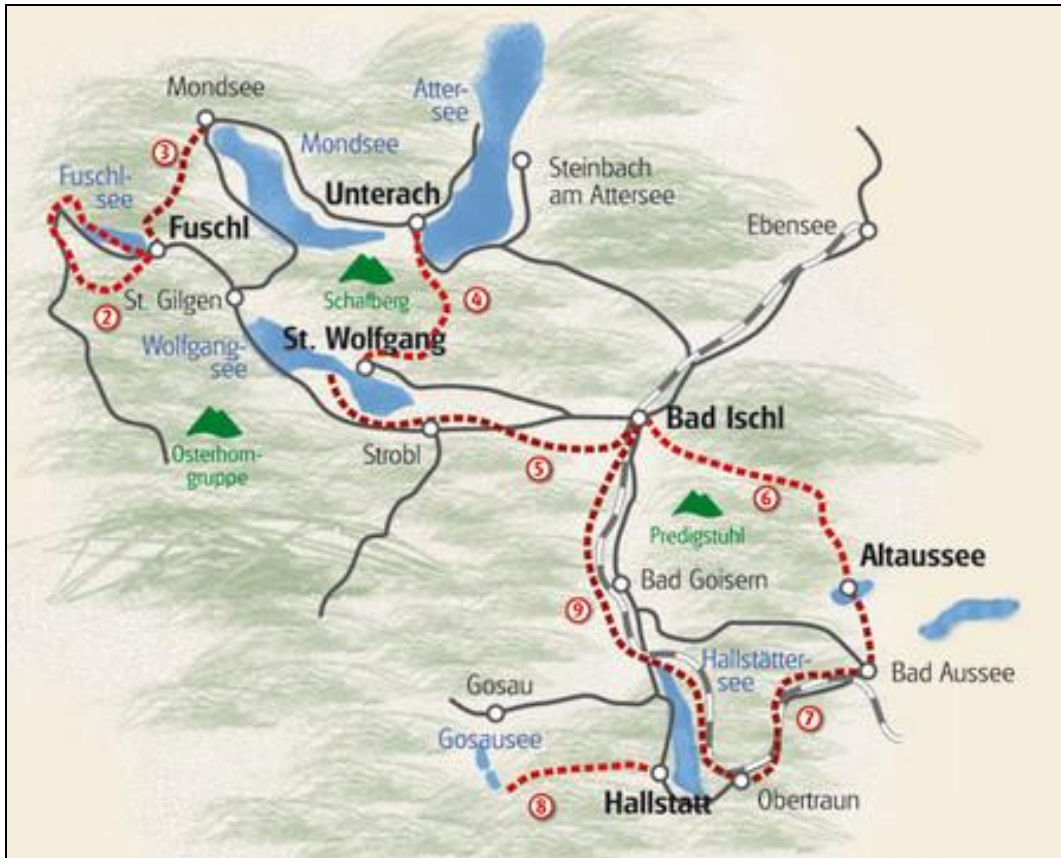 Mondsee
Atter-
see
③
Mondsee
Steinbach
am Attersee
Fuschl-
see
Unterach
Ebensee
Fuschl
②
St. Gilgen
Schafberg
④
Wolfgang-
see
St. Wolfgang
Bad Ischl
Osterhorn-
gruppe
Strobl
⑤
⑥
Predigstuhl
Altaussee
Bad Goisern
⑨
Hallstätter-
see
Bad Aussee
Gosau
Gosausee
⑦
⑧
Hallstatt
Obertraun